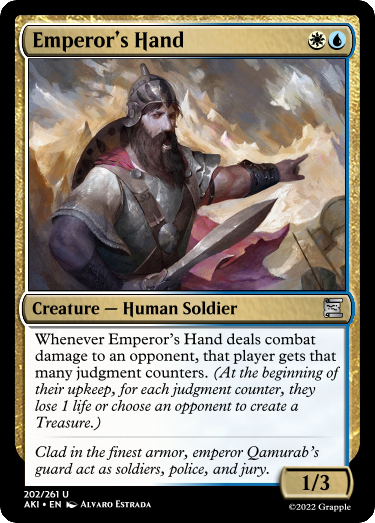 Emperor's Hand
Creature — Human Soldier
Whenever Emperor's Hand deals combat
damage to an opponent, that player gets that
many judgment counters. (At the beginning
of their upkeep, for each judgment counter, they
lose 1 life or choose an opponent to create a
Treasure.)
Clad in the finest armor, emperor Qamurab's
guard act as soldiers, police, and jury.
1/3
202/261 U
AKI • EN Alvaro Estrada
©2022 Grapple